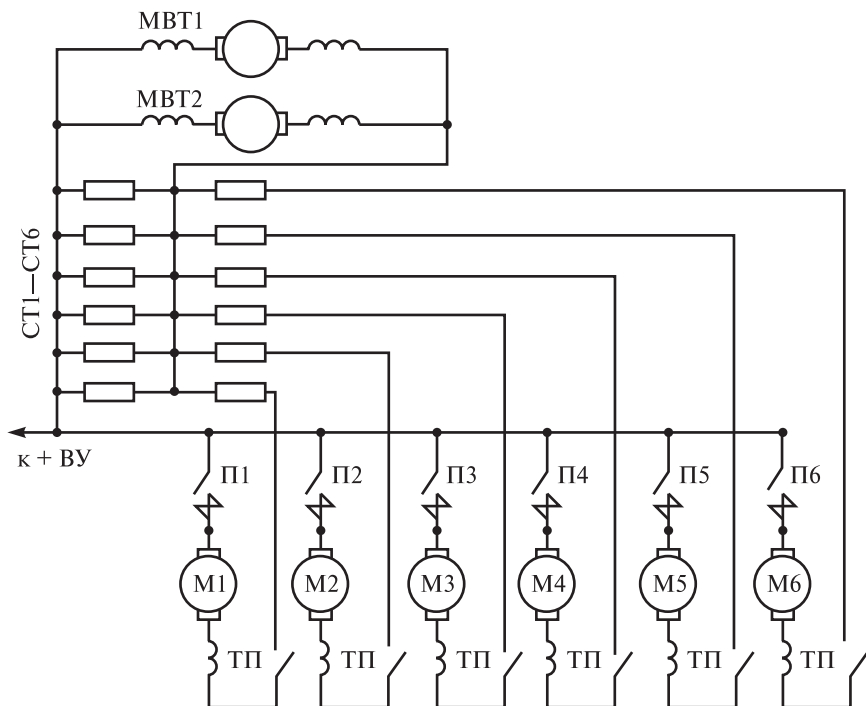 МВТ1
МВТ2
СТ1—СТ6
к + ВУ
П1 П2 П3 П4 П5 П6
М1 М2 М3 М4 М5 М6
ТП ТП ТП ТП ТП ТП